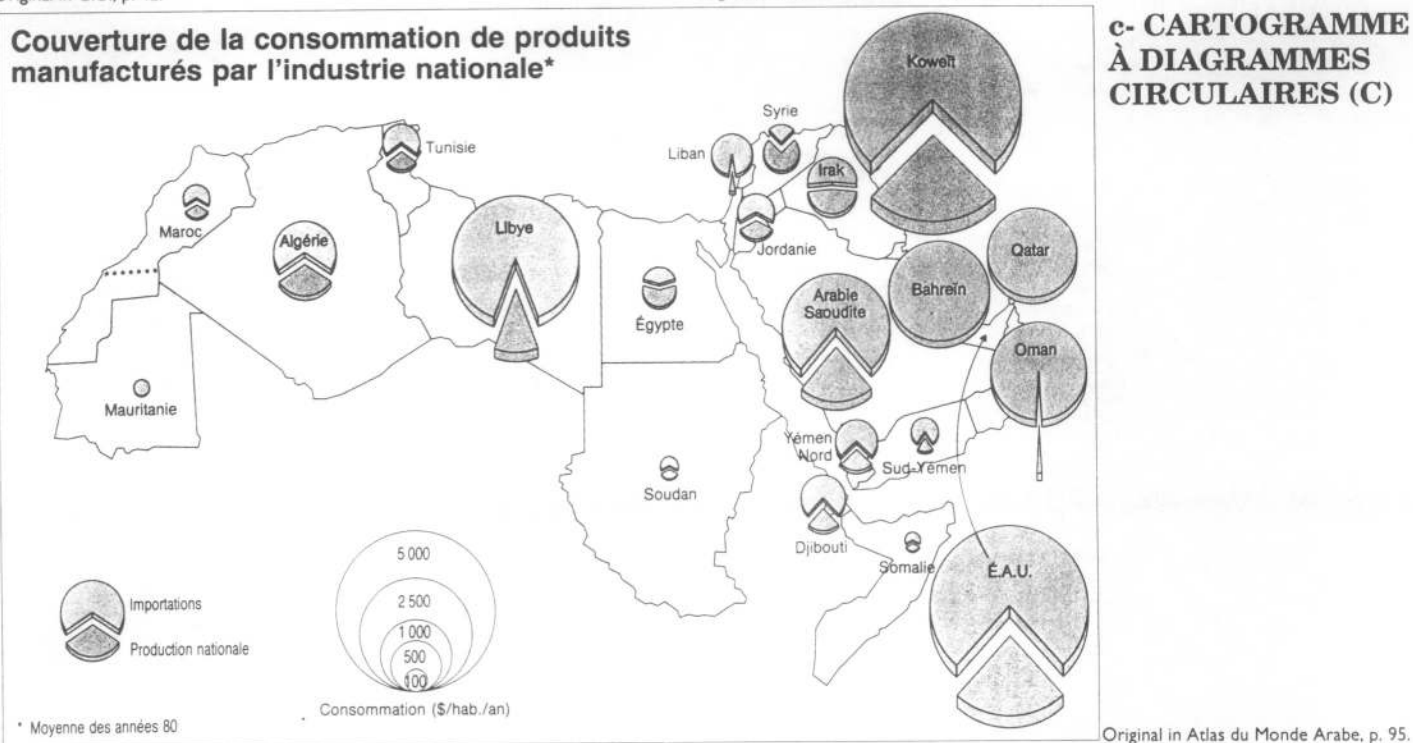 Couverture de la consommation de produits
manufacturés par l'industrie nationale*
c- CARTOGRAMME
À DIAGRAMMES
CIRCULAIRES (C)
Koweït
Syrie
Tunisie
Liban
Irak
Maroc
Algérie
Libye
Jordanie
Qatar
Bahreïn
Arabie
Saoudite
Égypte
Oman
Mauritanie
Yémen
Nord
Sud-Yémen
Soudan
Djibouti
Somalie
É.A.U.
5 000
2 500
1 000
500
100
Importations
Production nationale
Consommation ($/hab./an)
* Moyenne des années 80
Original in Atlas du Monde Arabe, p. 95.